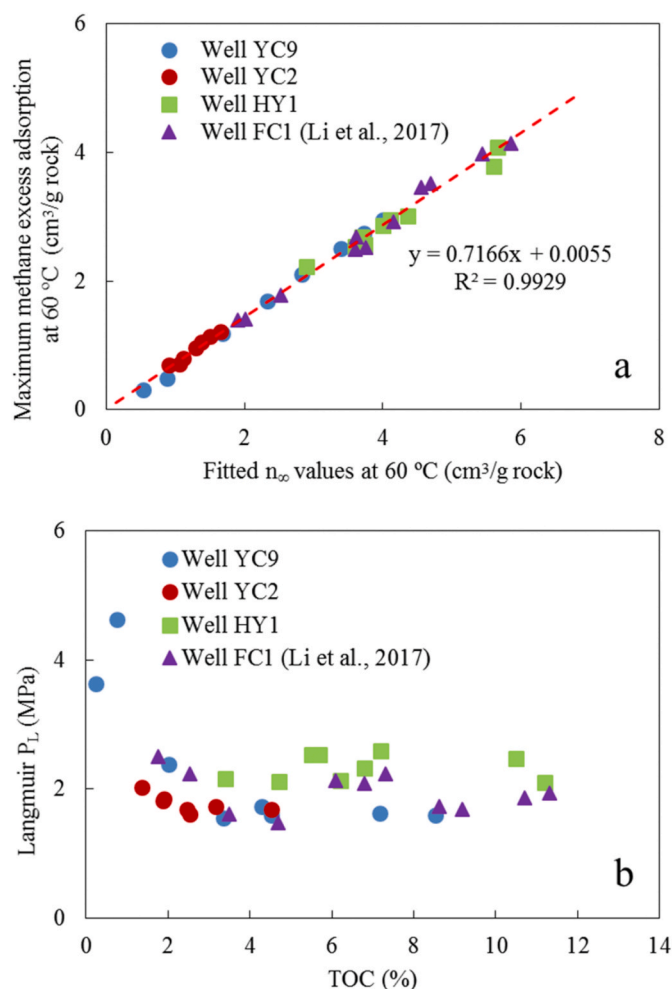 6
4
2
0
Maximum methane excess adsorption
at 60 ºC (cm³/g rock)
Well YC9
Well YC2
Well HY1
Well FC1 (Li et al., 2017)
y = 0.7166x + 0.0055
R² = 0.9929
a
0 2 4 6 8
Fitted n∞ values at 60 ºC (cm³/g rock)
6
4
2
0
Langmuir P_L (MPa)
Well YC9
Well YC2
Well HY1
Well FC1 (Li et al., 2017)
b
0 2 4 6 8 10 12 14
TOC (%)